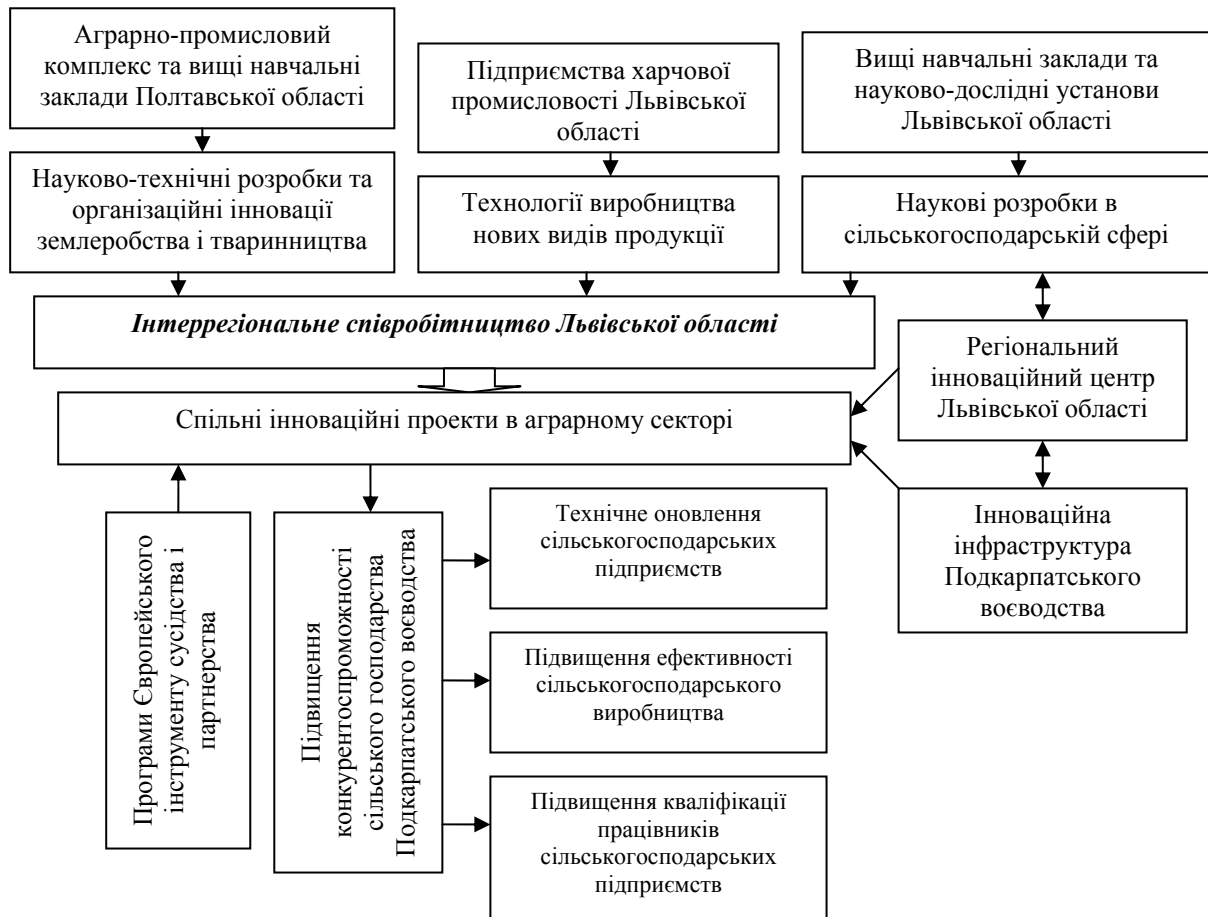 Аграрно-промисловий
комплекс та вищі навчальні
заклади Полтавської області
Підприємства харчової
промисловості Львівської
області
Вищі навчальні заклади та
науково-дослідні установи
Львівської області
Науково-технічні розробки та
організаційні інновації
землеробства і тваринництва
Технології виробництва
нових видів продукції
Наукові розробки в
сільськогосподарській сфері
Інтеррегіональне співробітництво Львівської області
Регіональний
інноваційний центр
Львівської області
Спільні інноваційні проекти в аграрному секторі
Програми Європейського
інструменту сусідства і
партнерства
Підвищення
конкурентоспроможності
сільського господарства
Подкарпатського воєводства
Технічне оновлення
сільськогосподарських
підприємств
Інноваційна
інфраструктура
Подкарпатського
воєводства
Підвищення ефективності
сільськогосподарського
виробництва
Підвищення кваліфікації
працівників
сільськогосподарських
підприємств